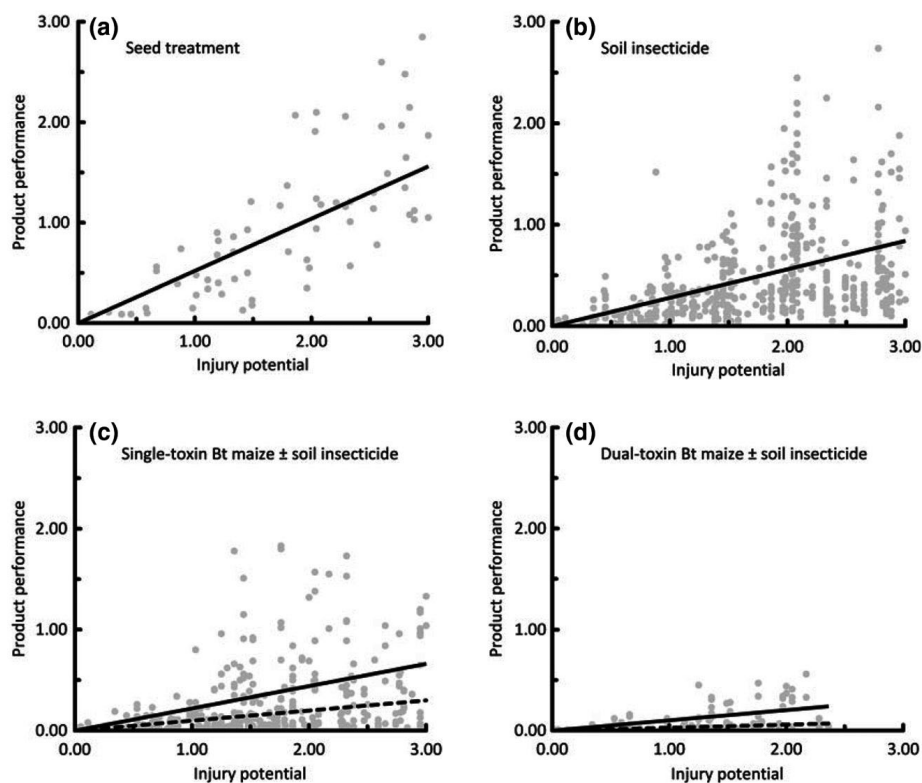 (a)
Seed treatment
3.00
2.00
1.00
0.00
Product performance
0.00 1.00 2.00 3.00
Injury potential
(b)
Soil insecticide
3.00
2.00
1.00
0.00
Product performance
0.00 1.00 2.00 3.00
Injury potential
(c)
Single-toxin Bt maize ± soil insecticide
3.00
2.00
1.00
0.00
Product performance
0.00 1.00 2.00 3.00
Injury potential
(d)
Dual-toxin Bt maize ± soil insecticide
3.00
2.00
1.00
0.00
Product performance
0.00 1.00 2.00 3.00
Injury potential